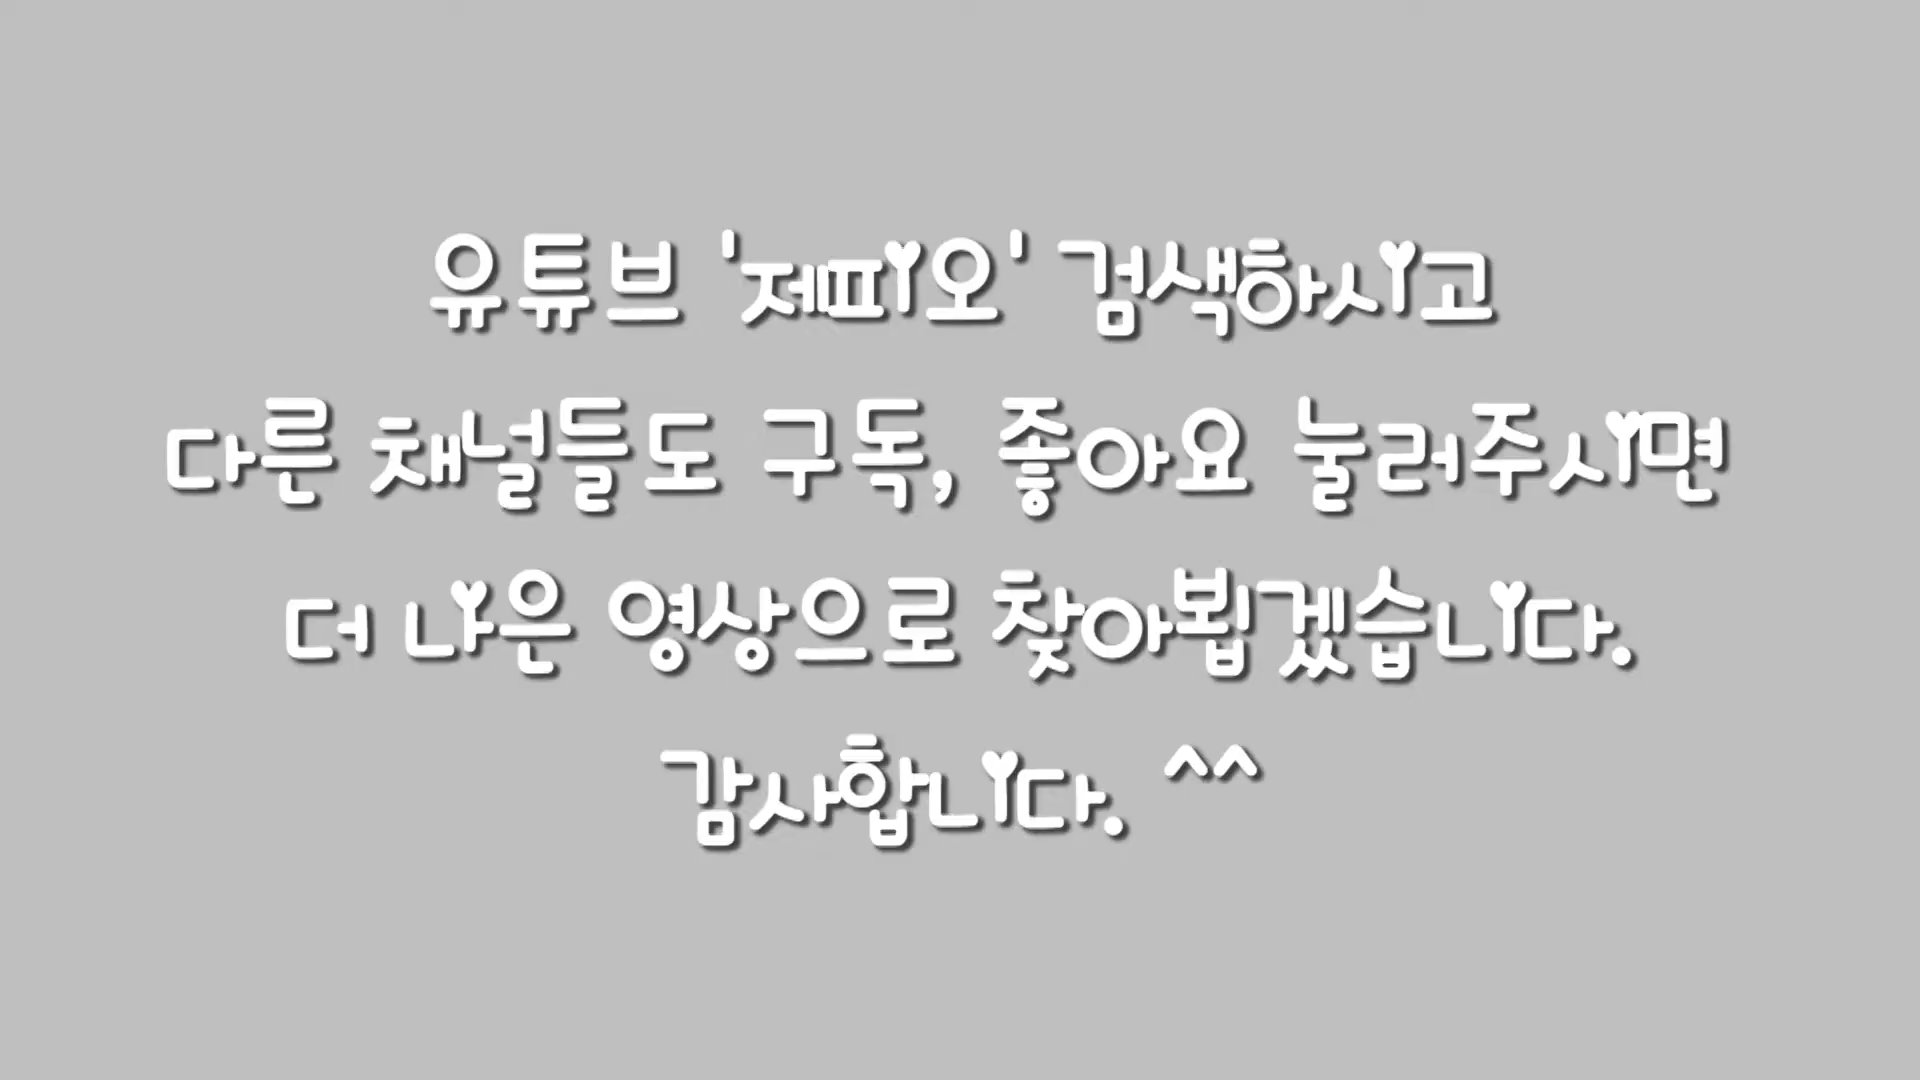 유튜브 '제피오' 검색하시고
다른 채널들도 구독, 좋아요 눌러주시면
더 나은 영상으로 찾아뵙겠습니다.
감사합니다. ^^